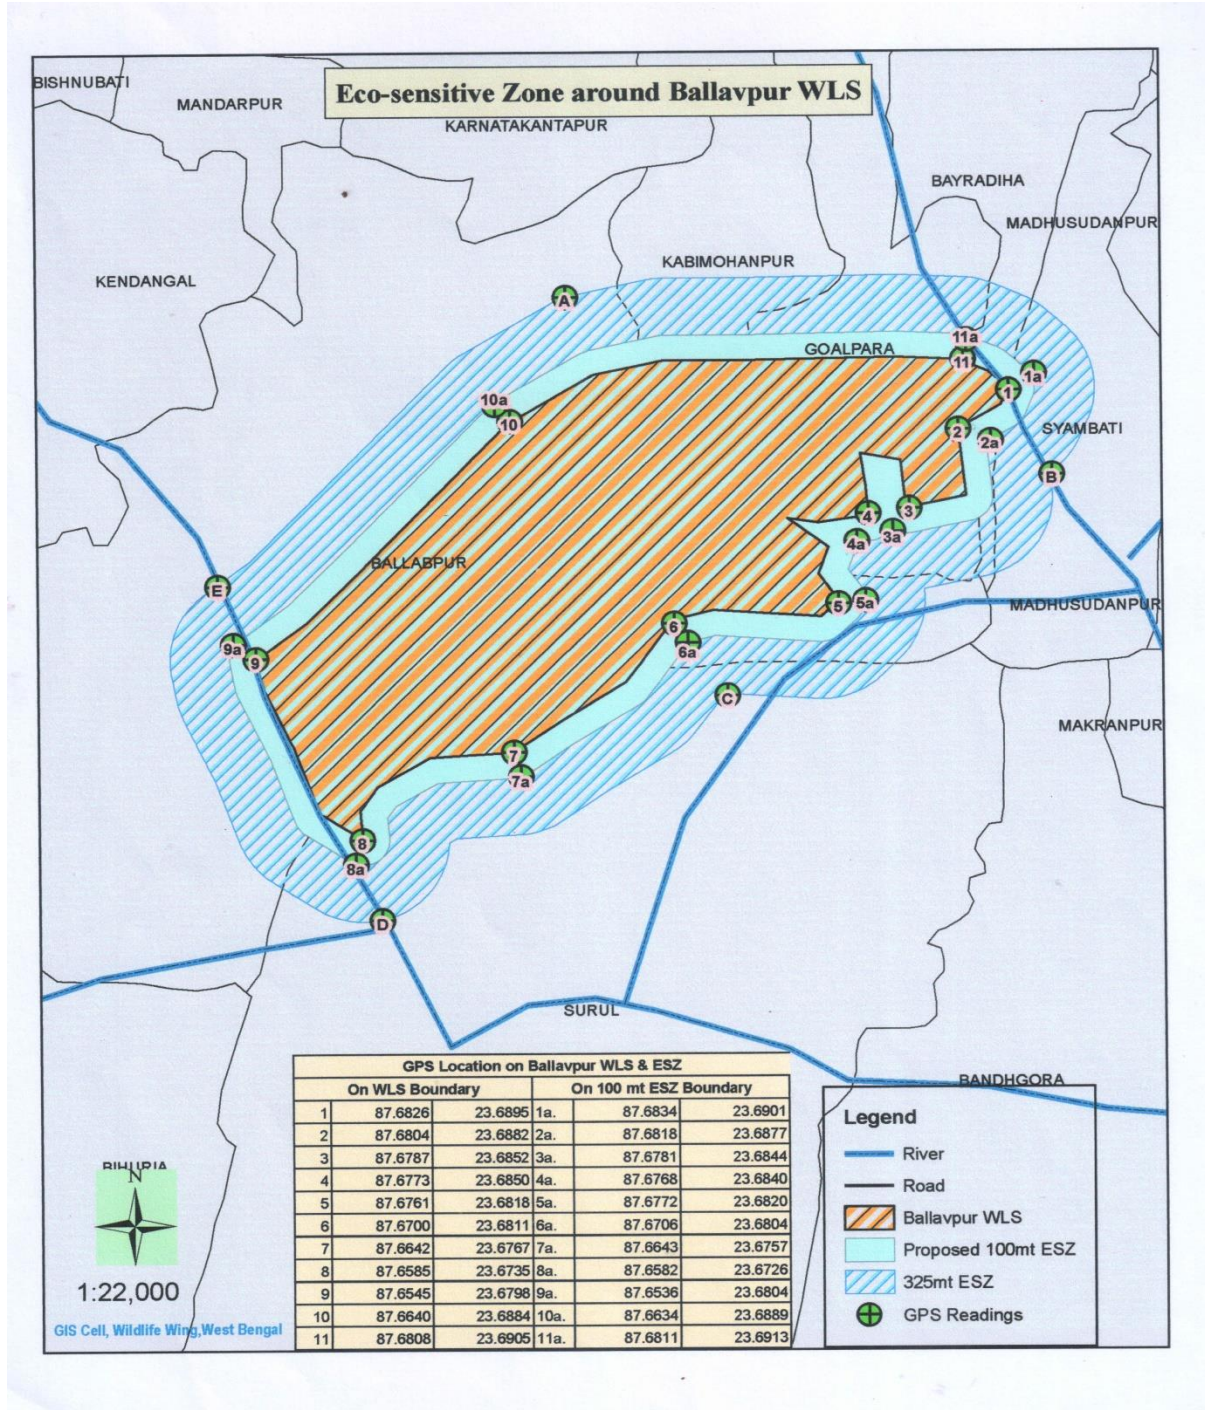 Eco-sensitive Zone around Ballavpur WLS
BISHNUBATI
MANDARPUR
KARNATAKANTAPUR
BAYRADIHA
MADHUSUDANPUR
KABIMOHANPUR
KENDANGAL
A
11a
GOALPARA
11
1a
1
10a
10
2
2a
SYAMBATI
B
4
3
3a
4a
BALLABPUR
E
5
5a
MADHUSUDANPUR
6
6a
9a
9
C
MAKRANPUR
7
7a
8
8a
D
SURUL
BANDHGORA
BIHURIA
N
1:22,000
GIS Cell, Wildlife Wing,West Bengal
GPS Location on Ballavpur WLS & ESZ
On WLS Boundary On 100 mt ESZ Boundary
1 87.6826 23.6895 1a. 87.6834 23.6901
2 87.6804 23.6882 2a. 87.6818 23.6877
3 87.6787 23.6852 3a. 87.6781 23.6844
4 87.6773 23.6850 4a. 87.6768 23.6840
5 87.6761 23.6818 5a. 87.6772 23.6820
6 87.6700 23.6811 6a. 87.6706 23.6804
7 87.6642 23.6767 7a. 87.6643 23.6757
8 87.6585 23.6735 8a. 87.6582 23.6726
9 87.6545 23.6798 9a. 87.6536 23.6804
10 87.6640 23.6884 10a. 87.6634 23.6889
11 87.6808 23.6905 11a. 87.6811 23.6913
Legend
River
Road
Ballavpur WLS
Proposed 100mt ESZ
325mt ESZ
GPS Readings